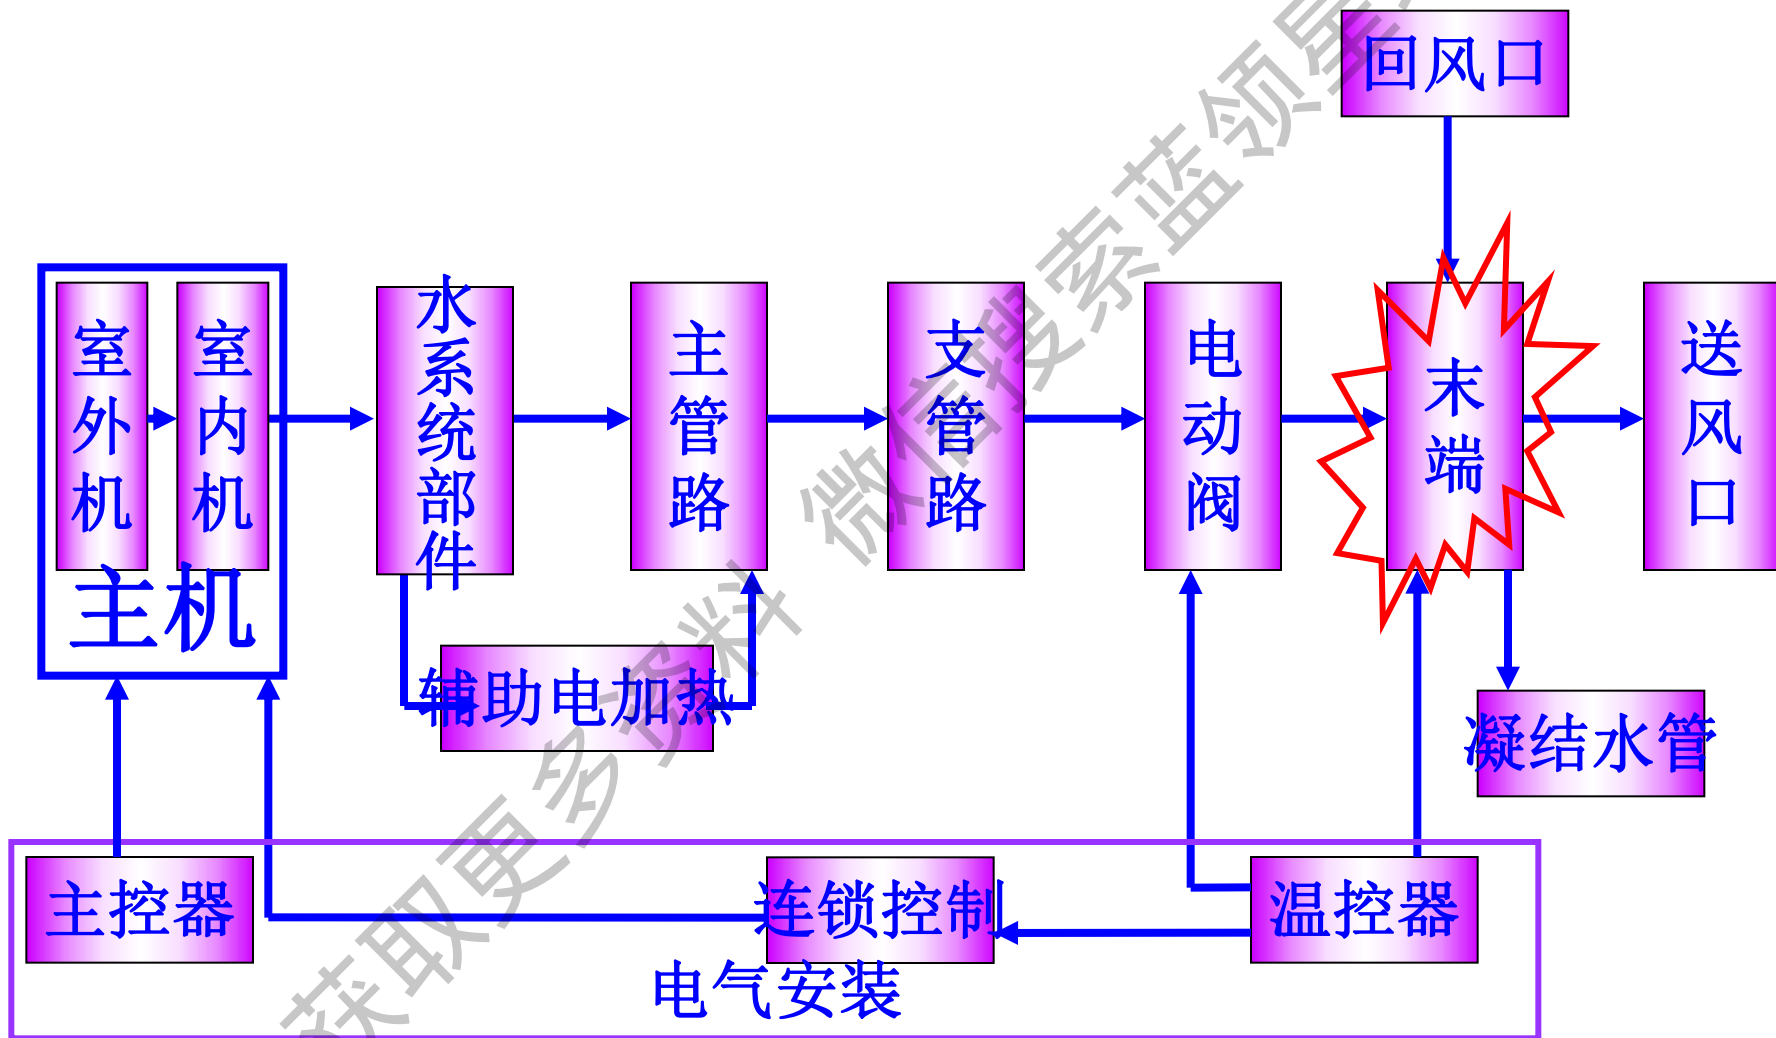 回风口
室外机
室内机
主机
水系统部件
主管路
支管路
电动阀
末端
送风口
辅助电加热
凝结水管
主控器
连锁控制
温控器
电气安装
获取更多资料 微信搜索蓝领星